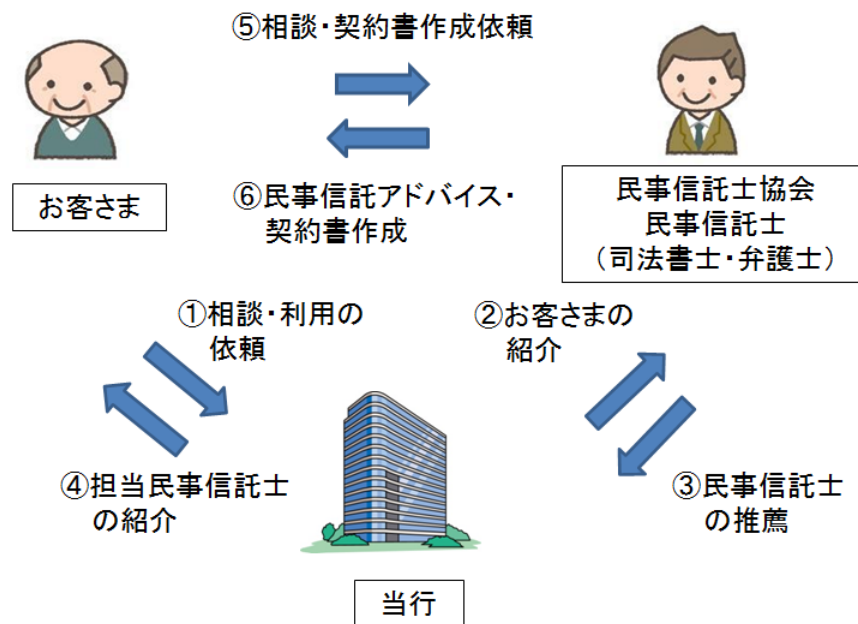 ⑤相談・契約書作成依頼
お客さま
⑥民事信託アドバイス・
契約書作成
民事信託士協会
民事信託士
（司法書士・弁護士）
①相談・利用の
依頼
②お客さまの
紹介
④担当民事信託士
の紹介
③民事信託士
の推薦
当行